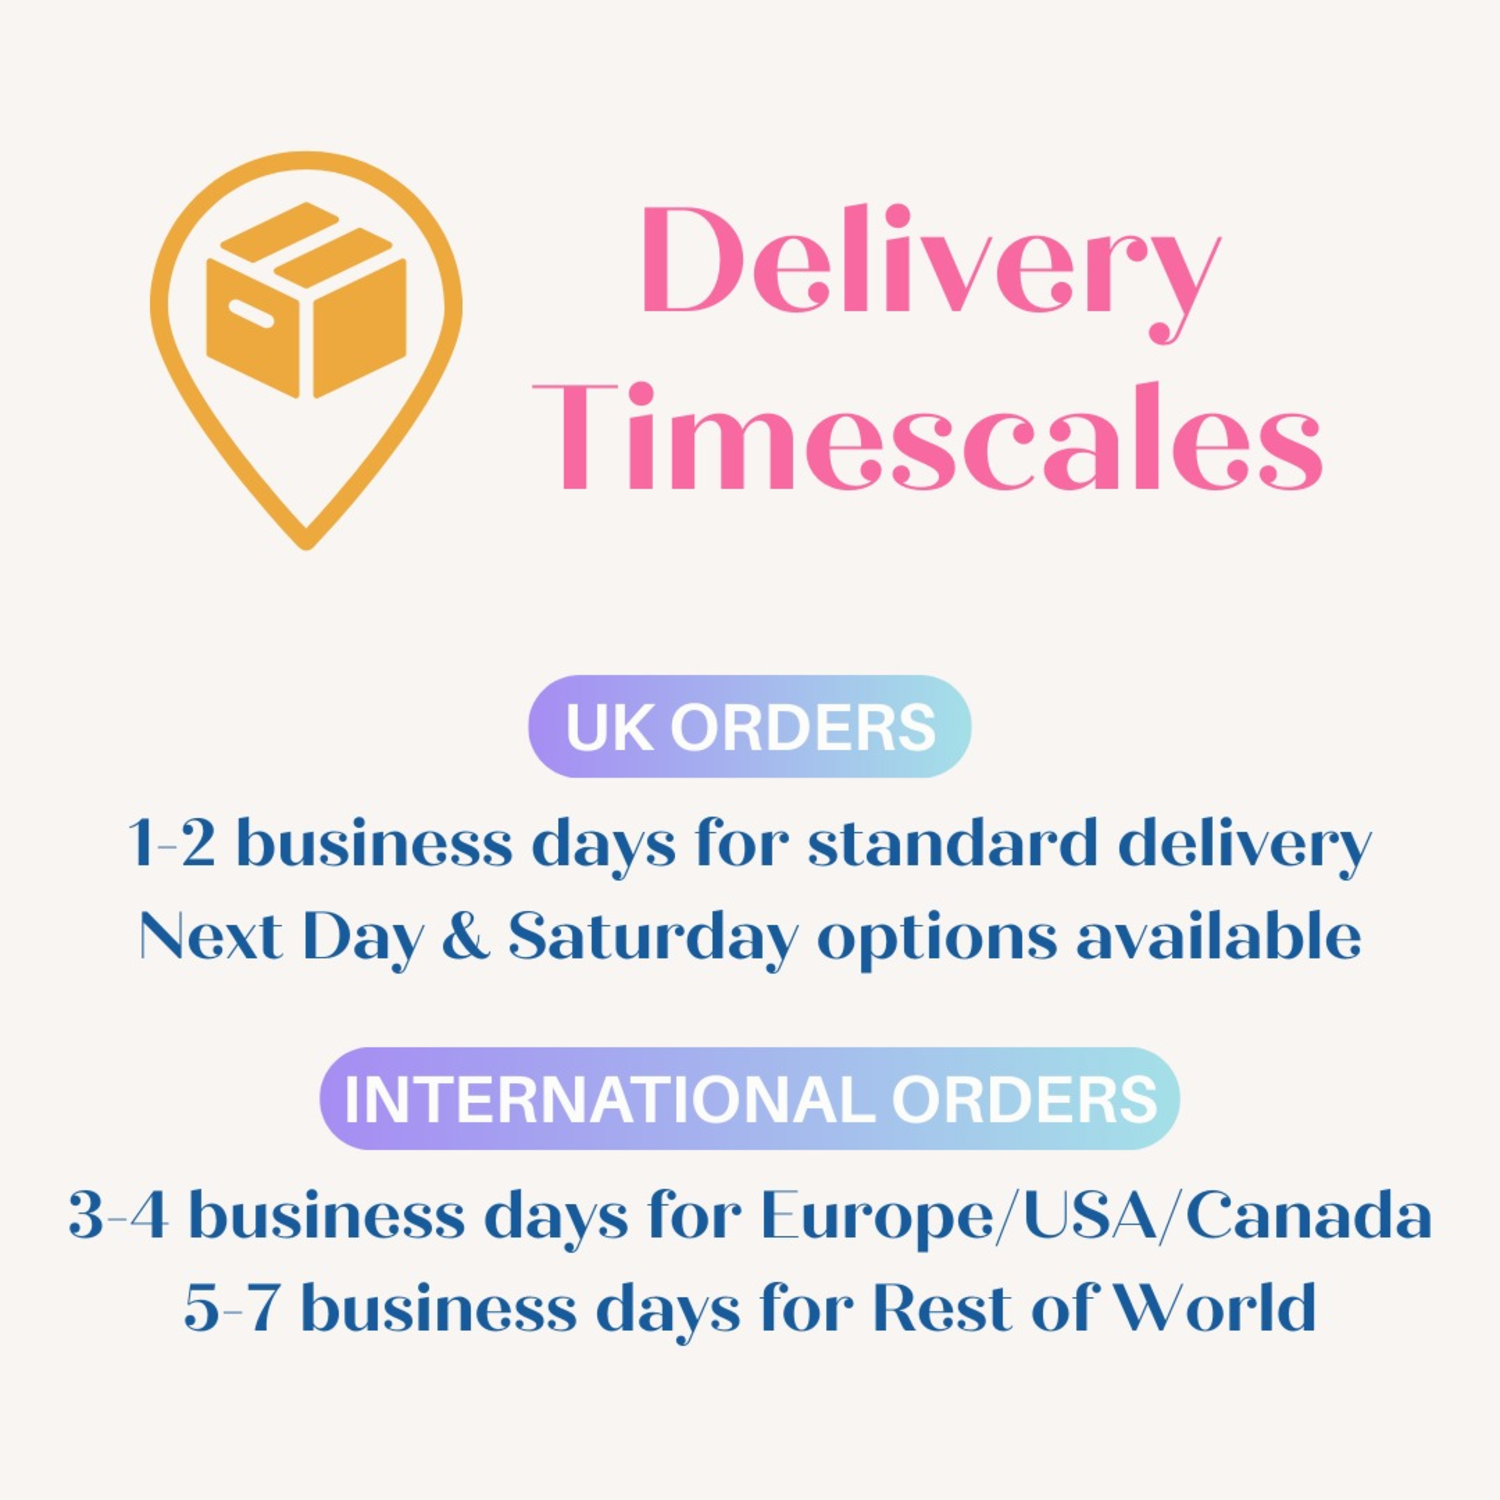 Delivery
Timescales
UK ORDERS
1-2 business days for standard delivery
Next Day & Saturday options available
INTERNATIONAL ORDERS
3-4 business days for Europe/USA/Canada
5-7 business days for Rest of World